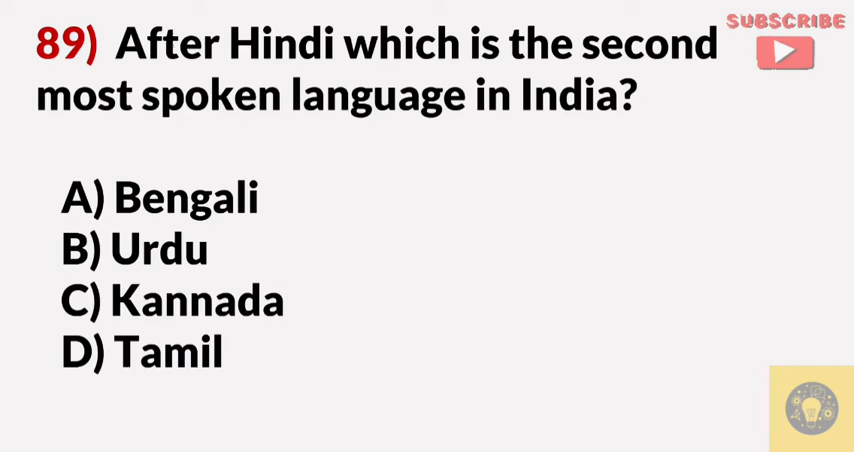 SUBSCRIBE
89) After Hindi which is the second
most spoken language in India?
A) Bengali
B) Urdu
C) Kannada
D) Tamil